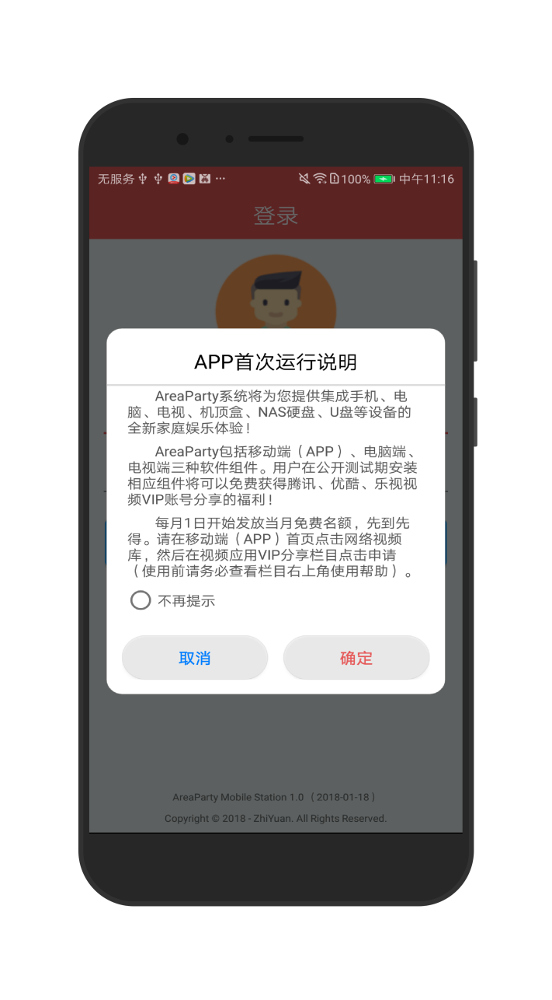 无服务 100% 中午11:16
登录
APP首次运行说明
AreaParty系统将为您提供集成手机、电
脑、电视、机顶盒、NAS硬盘、U盘等设备的
全新家庭娱乐体验！
AreaParty包括移动端（APP）、电脑端、
电视端三种软件组件。用户在公开测试期安装
相应组件将可以免费获得腾讯、优酷、乐视视
频VIP账号分享的福利！
每月1日开始发放当月免费名额，先到先
得。请在移动端（APP）首页点击网络视频
库，然后在视频应用VIP分享栏目点击申请
（使用前请务必查看栏目右上角使用帮助）。
不再提示
取消 确定
AreaParty Mobile Station 1.0 （2018-01-18）
Copyright © 2018 - ZhiYuan. All Rights Reserved.